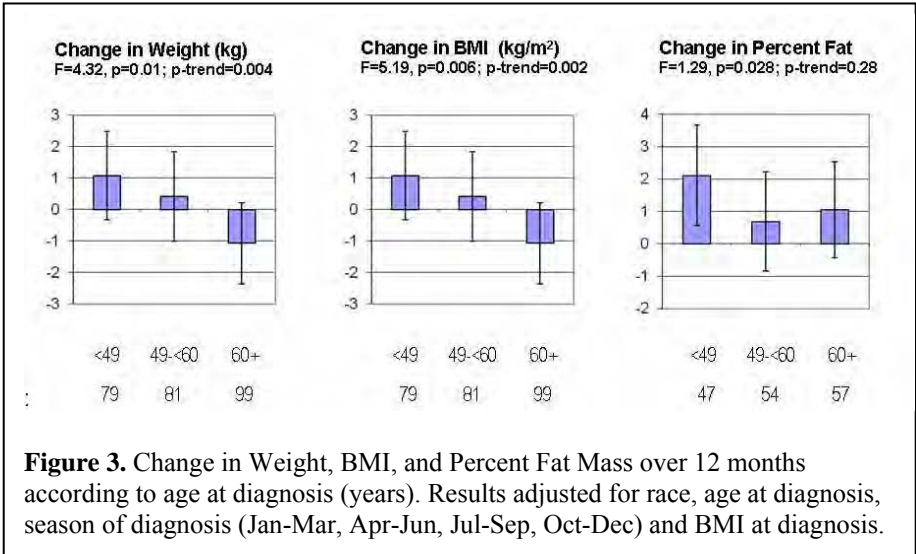 Change in Weight (kg)
F=4.32, p=0.01; p-trend=0.004
3
2
1
0
-1
-2
-3
<49 49-<60 60+
: 79 81 99
Change in BMI (kg/m²)
F=5.19, p=0.006; p-trend=0.002
3
2
1
0
-1
-2
-3
<49 49-<60 60+
79 81 99
Change in Percent Fat
F=1.29, p=0.028; p-trend=0.28
4
3
2
1
0
-1
-2
<49 49-<60 60+
47 54 57
Figure 3. Change in Weight, BMI, and Percent Fat Mass over 12 months
according to age at diagnosis (years). Results adjusted for race, age at diagnosis,
season of diagnosis (Jan-Mar, Apr-Jun, Jul-Sep, Oct-Dec) and BMI at diagnosis.